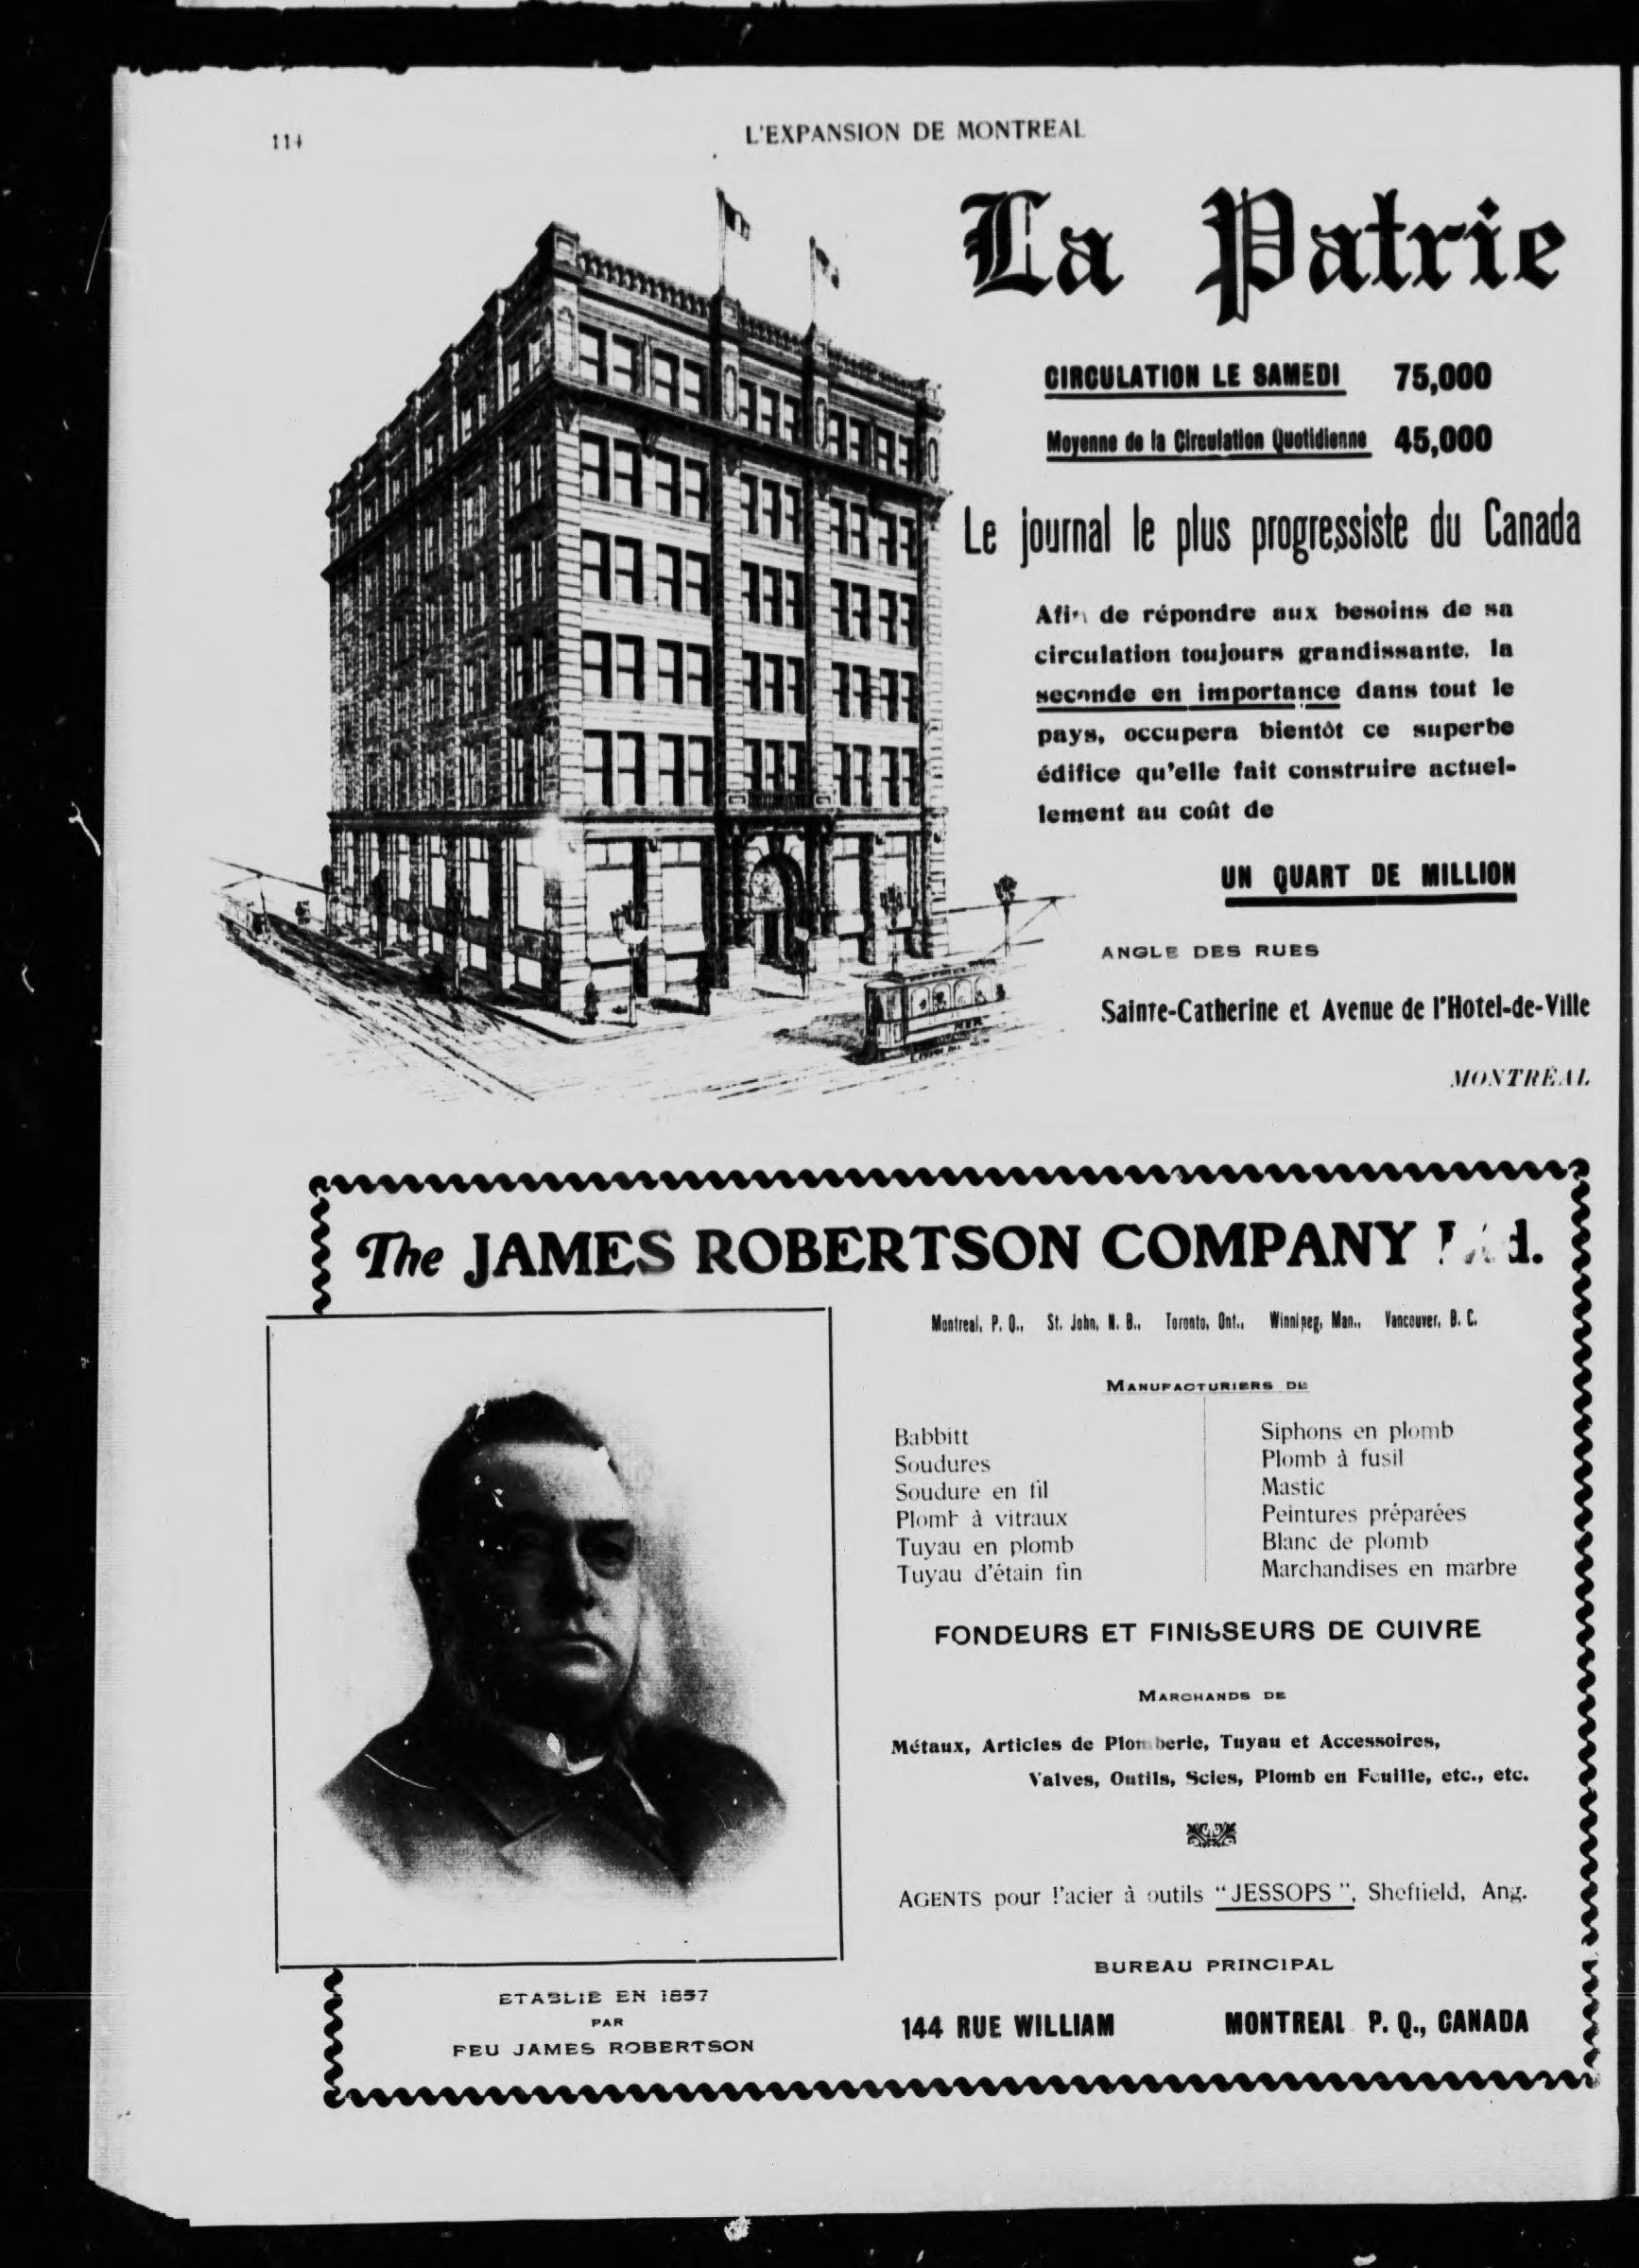 114
L'EXPANSION DE MONTREAL
La Patrie
CIRCULATION LE SAMEDI 75,000
Moyenne de la Circulation Quotidienne 45,000
Le journal le plus progressiste du Canada
Afin de répondre aux besoins de sa
circulation toujours grandissante, la
seconde en importance dans tout le
pays, occupera bientôt ce superbe
édifice qu'elle fait construire actuel-
lement au coût de
UN QUART DE MILLION
ANGLE DES RUES
Sainte-Catherine et Avenue de l'Hotel-de-Ville
MONTRÉAL
The JAMES ROBERTSON COMPANY
Montreal, P. Q., St. John, N. B., Toronto, Ont., Winnipeg, Man., Vancouver, B. C.
MANUFACTURIERS DE
Babbitt
Soudures
Soudure en fil
Plomb à vitraux
Tuyau en plomb
Tuyau d'étain fin
Siphons en plomb
Plomb à fusil
Mastic
Peintures préparées
Blanc de plomb
Marchandises en marbre
FONDEURS ET FINISSEURS DE CUIVRE
MARCHANDS DE
Métaux, Articles de Plomberie, Tuyau et Accessoires,
Valves, Outils, Scies, Plomb en Feuille, etc., etc.
AGENTS pour l'acier à outils "JESSOPS", Sheffield, Ang.
BUREAU PRINCIPAL
144 RUE WILLIAM MONTREAL P. Q., CANADA
ETABLIE EN 1857
PAR
FEU JAMES ROBERTSON